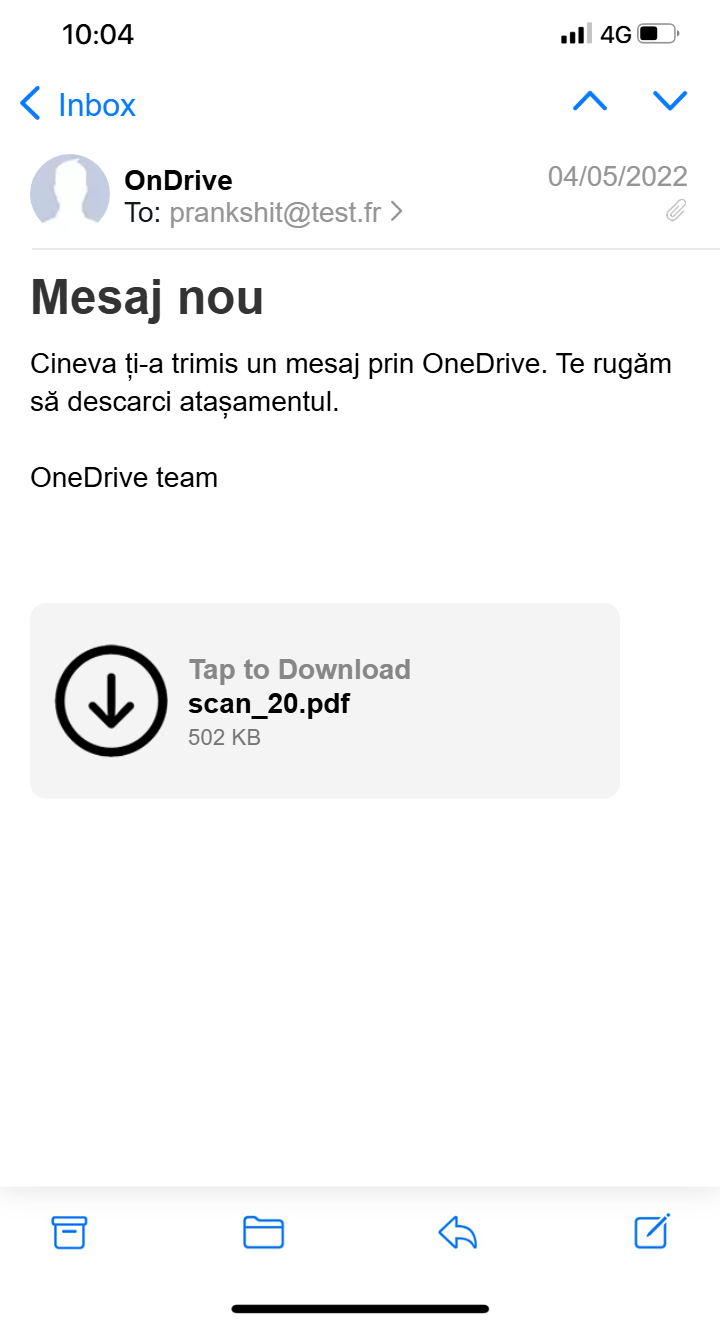 10:04
4G
Inbox
OnDrive
04/05/2022
To: prankshit@test.fr
Mesaj nou
Cineva ți-a trimis un mesaj prin OneDrive. Te rugăm
să descarci atașamentul.
OneDrive team
Tap to Download
scan_20.pdf
502 KB